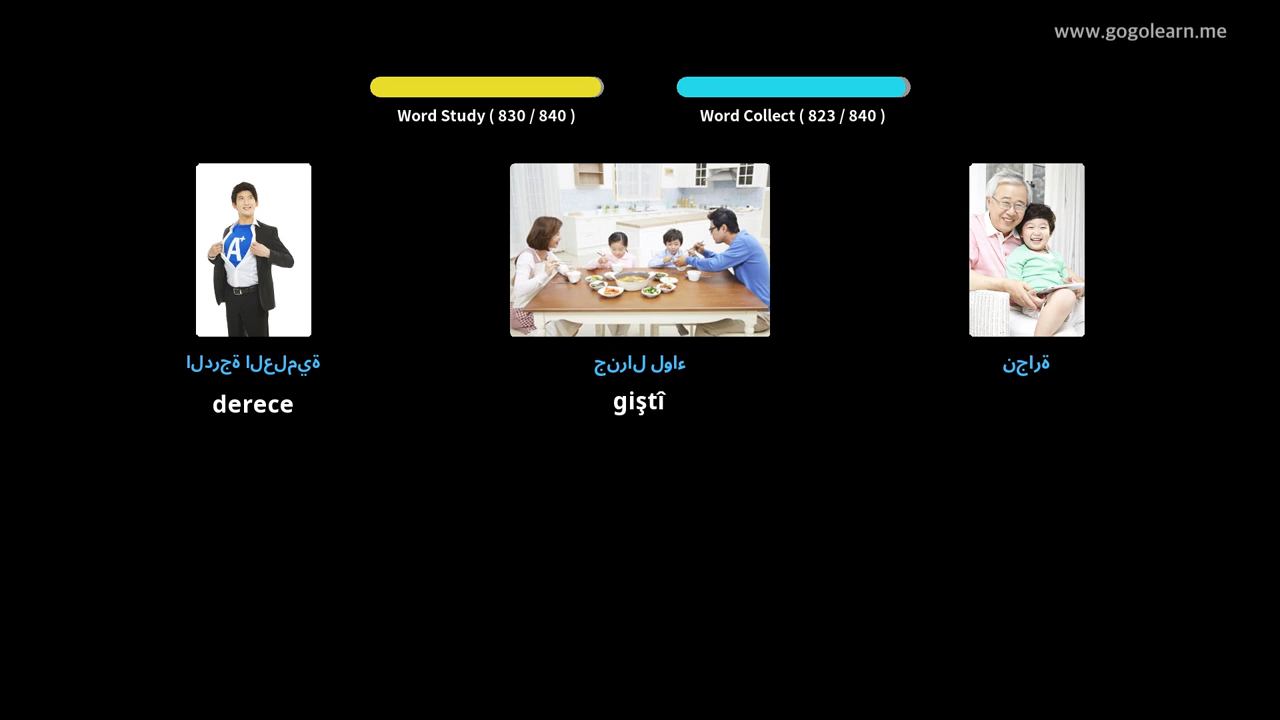 www.gogolearn.me
Word Study ( 830 / 840 )
Word Collect ( 823 / 840 )
الدرجة العلمية
جنرال لواء
نجارة
derece
giştî